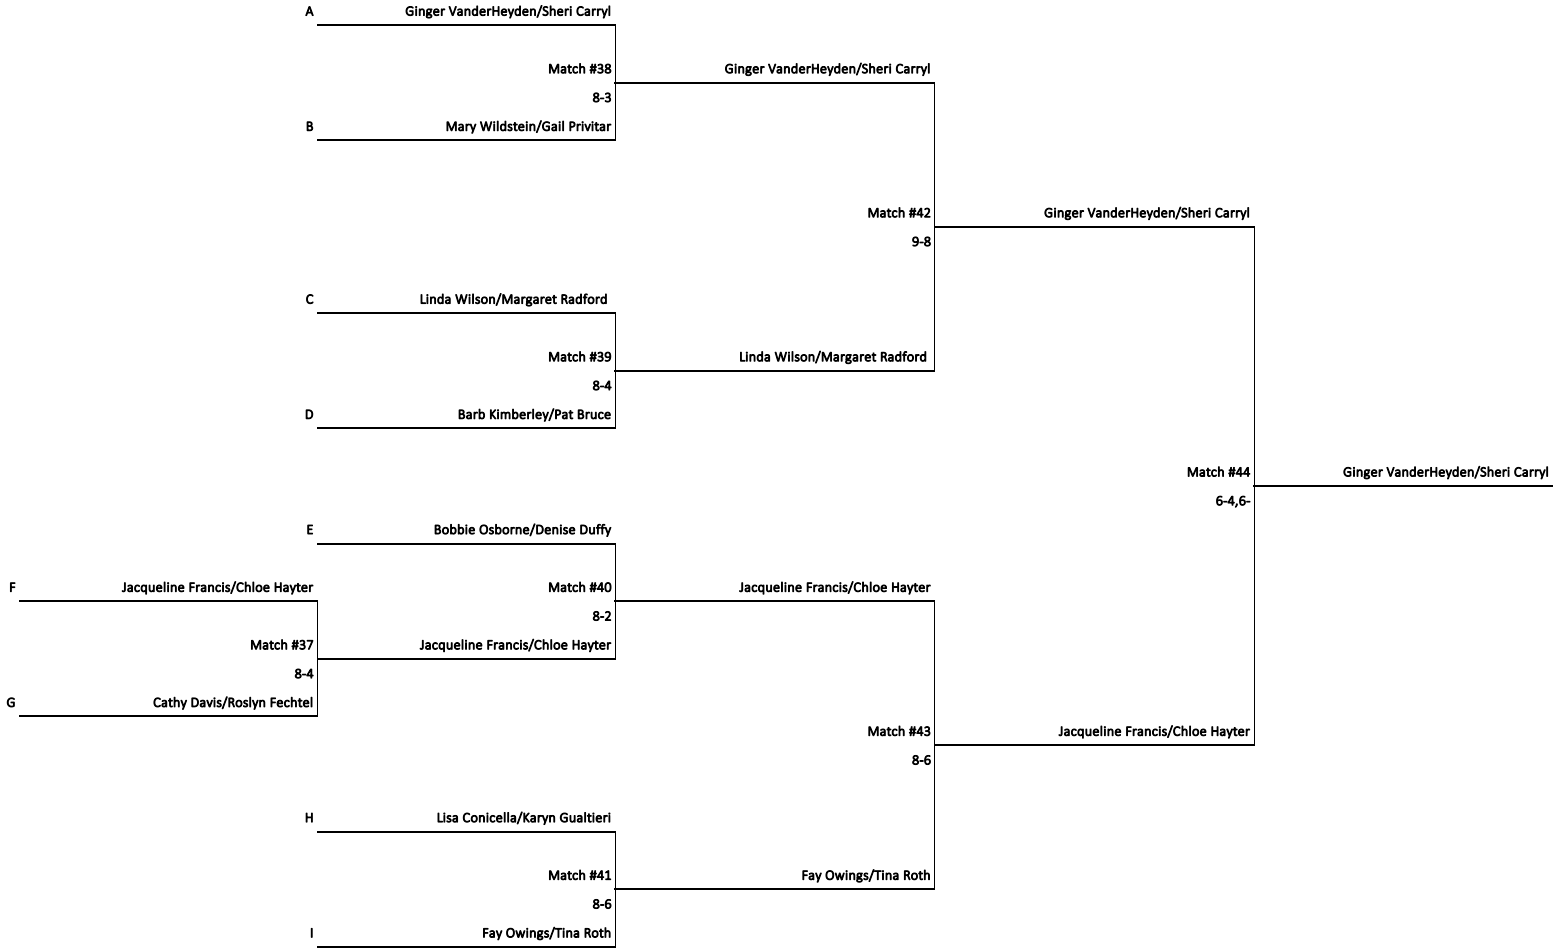 A Ginger VanderHeyden/Sheri Carryl
Match #38 Ginger VanderHeyden/Sheri Carryl
8-3
B Mary Wildstein/Gail Privitar
Match #42 Ginger VanderHeyden/Sheri Carryl
9-8
C Linda Wilson/Margaret Radford
Match #39 Linda Wilson/Margaret Radford
8-4
D Barb Kimberley/Pat Bruce
Match #44 Ginger VanderHeyden/Sheri Carryl
6-4,6-
E Bobbie Osborne/Denise Duffy
F Jacqueline Francis/Chloe Hayter Match #40 Jacqueline Francis/Chloe Hayter
8-2
Match #37 Jacqueline Francis/Chloe Hayter
8-4
G Cathy Davis/Roslyn Fechtel
Match #43 Jacqueline Francis/Chloe Hayter
8-6
H Lisa Conicella/Karyn Gualtieri
Match #41 Fay Owings/Tina Roth
8-6
I Fay Owings/Tina Roth